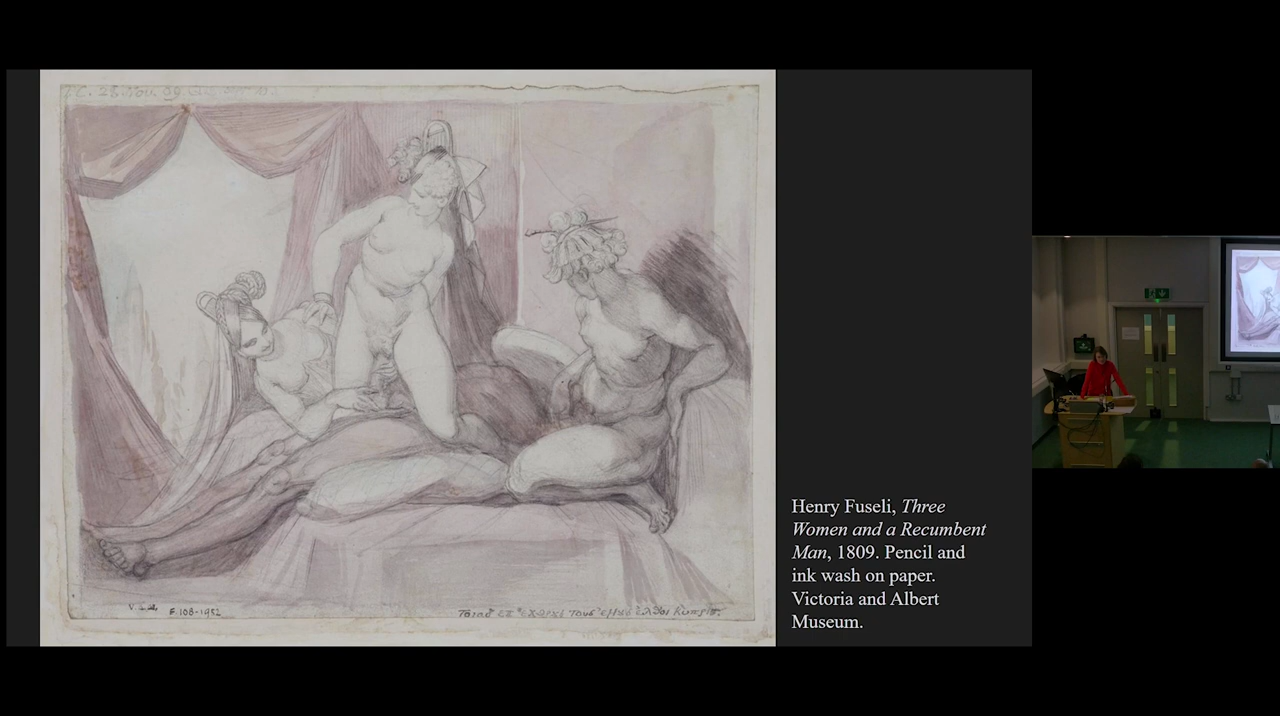 E.108-1952
Henry Fuseli, Three
Women and a Recumbent
Man, 1809. Pencil and
ink wash on paper.
Victoria and Albert
Museum.